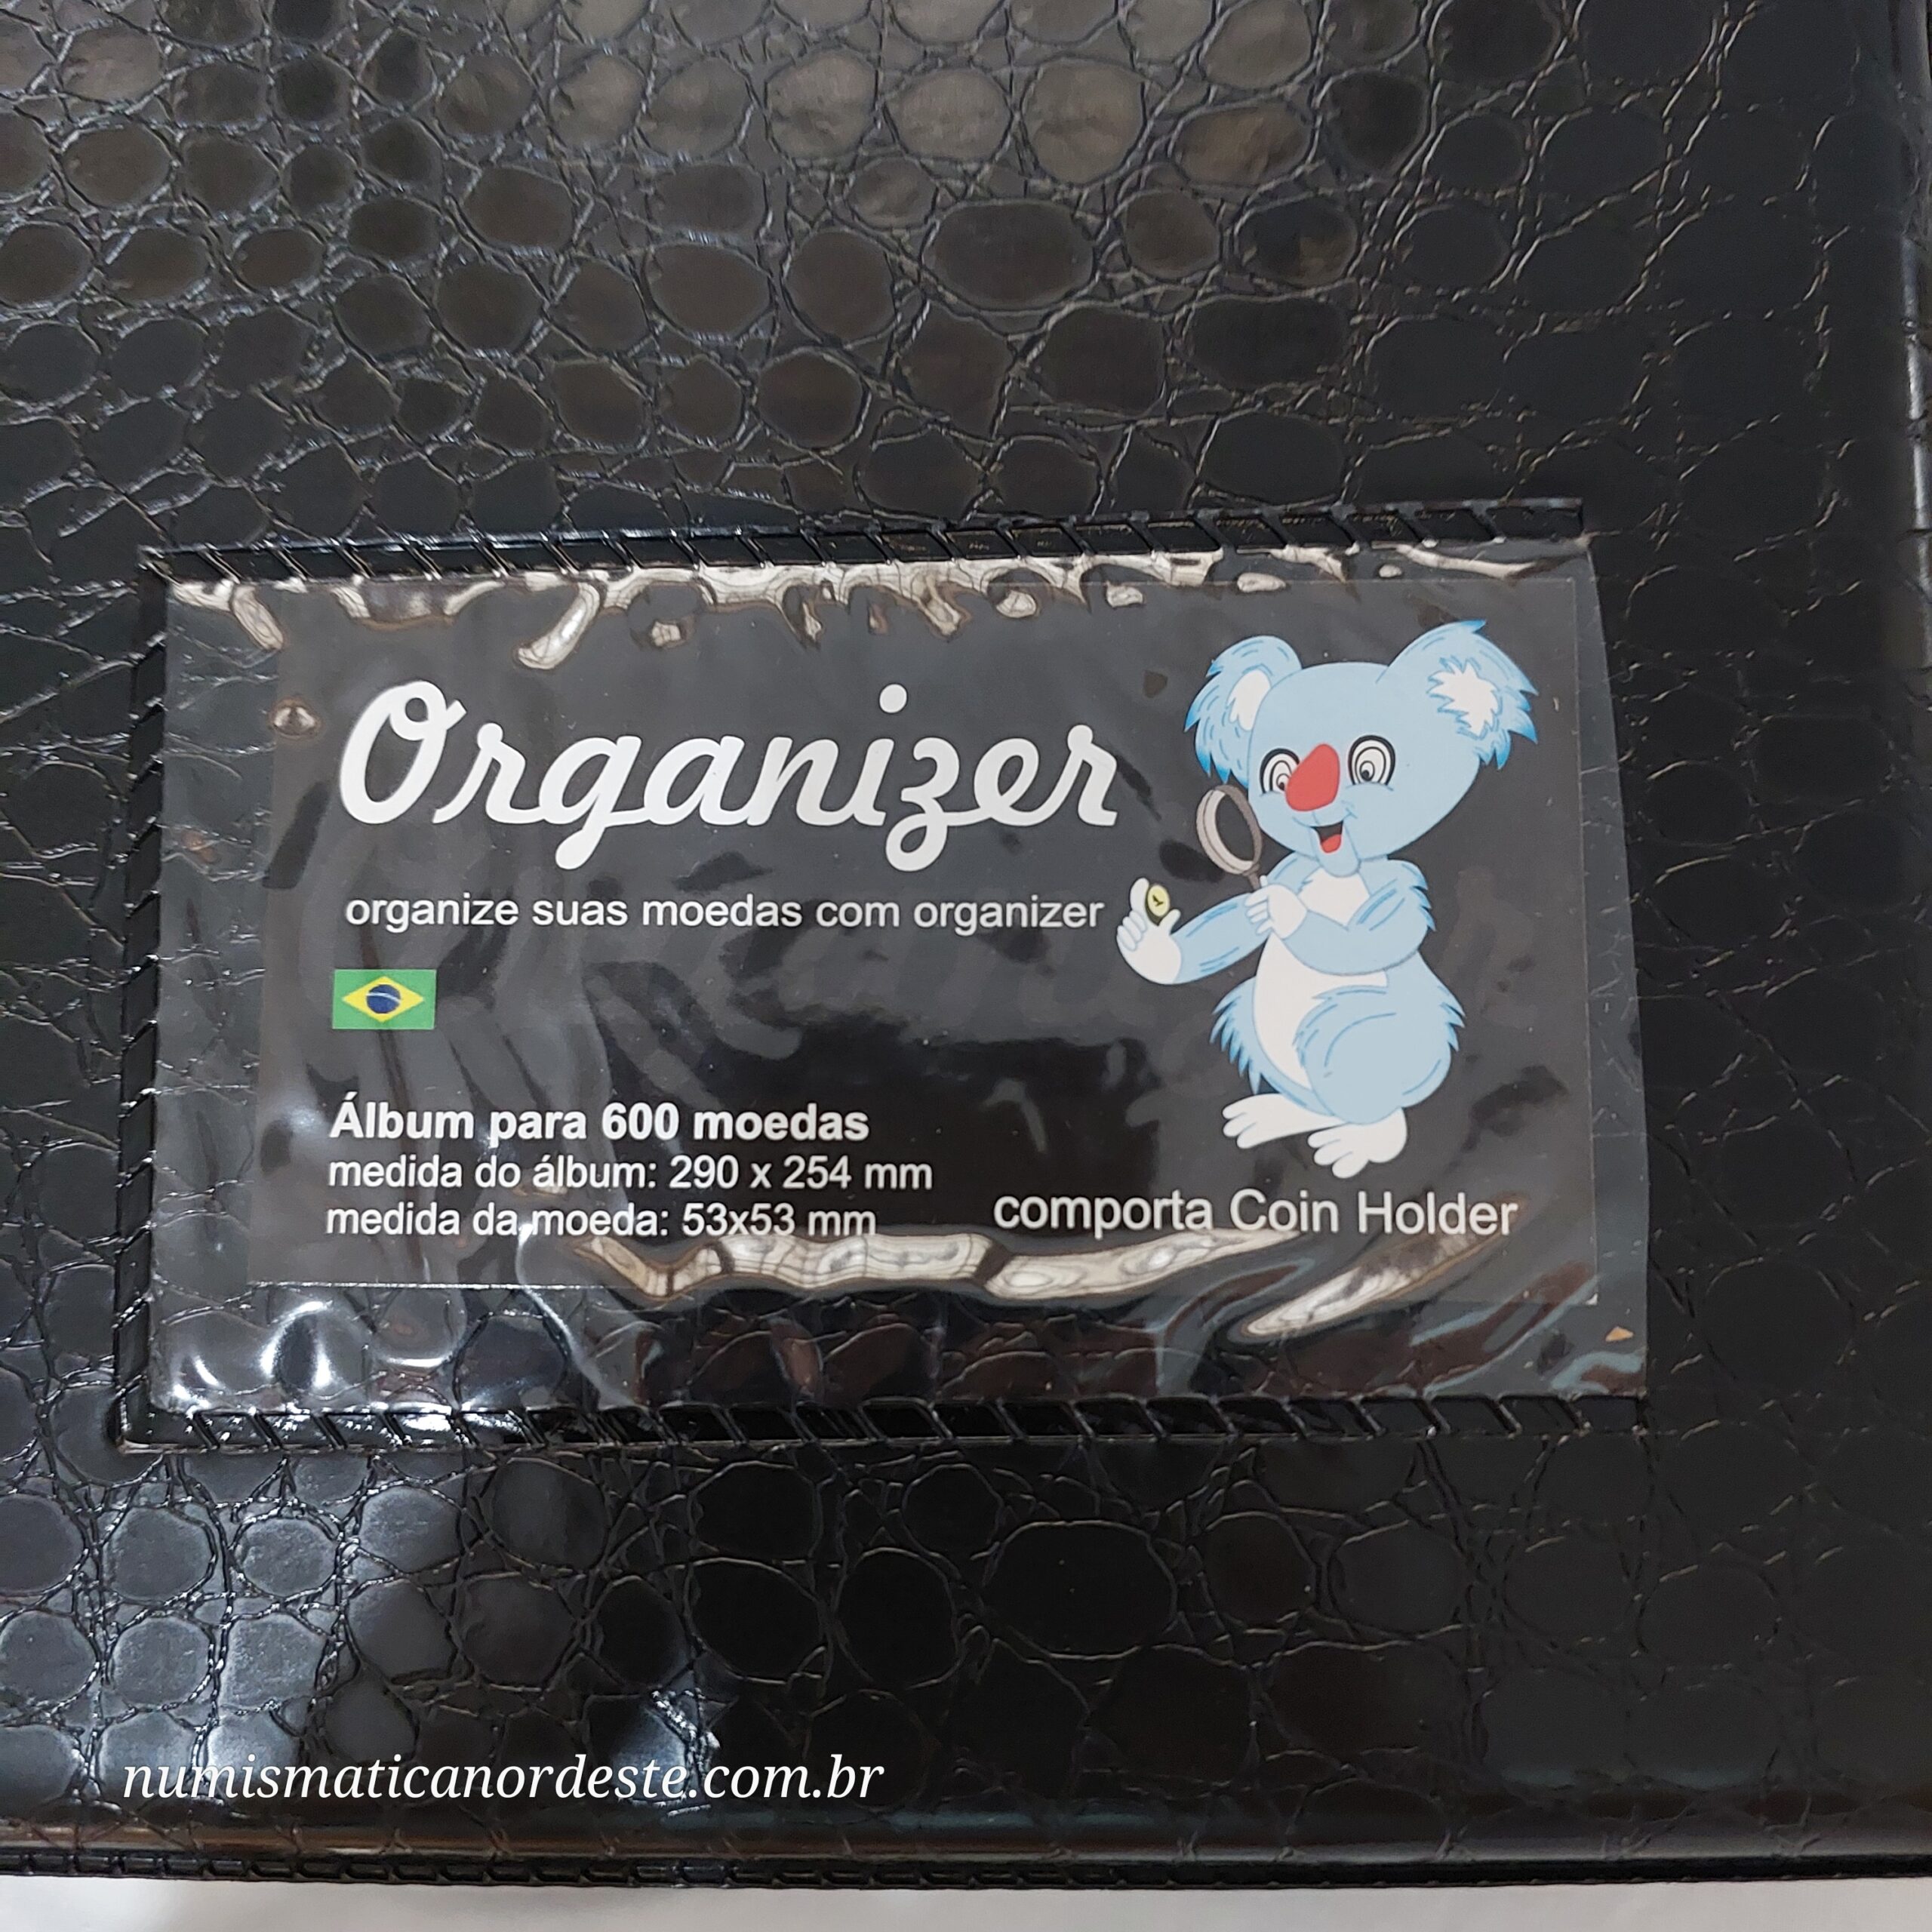 Organizer
organize suas moedas com organizer
Álbum para 600 moedas
medida do álbum: 290 x 254 mm
medida da moeda: 53x53 mm
comporta Coin Holder
numismaticanordeste.com.br